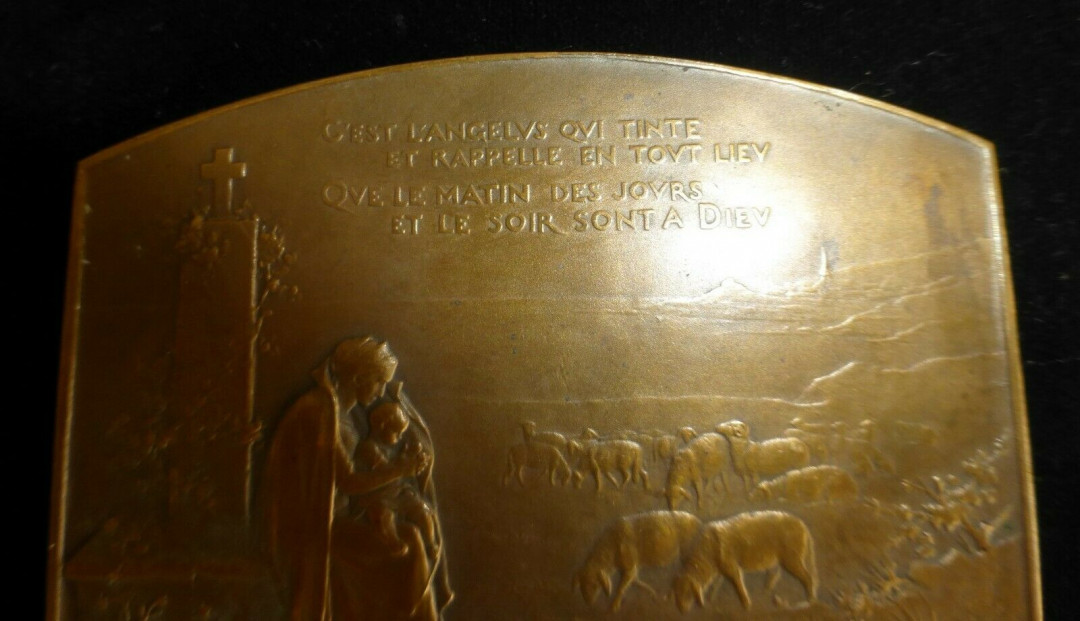 C'EST L'ANGELVS QVI TINTE
ET RAPPELLE EN TOVT LIEV
QVE LE MATIN DES JOVRS
ET LE SOIR SONT A DIEV